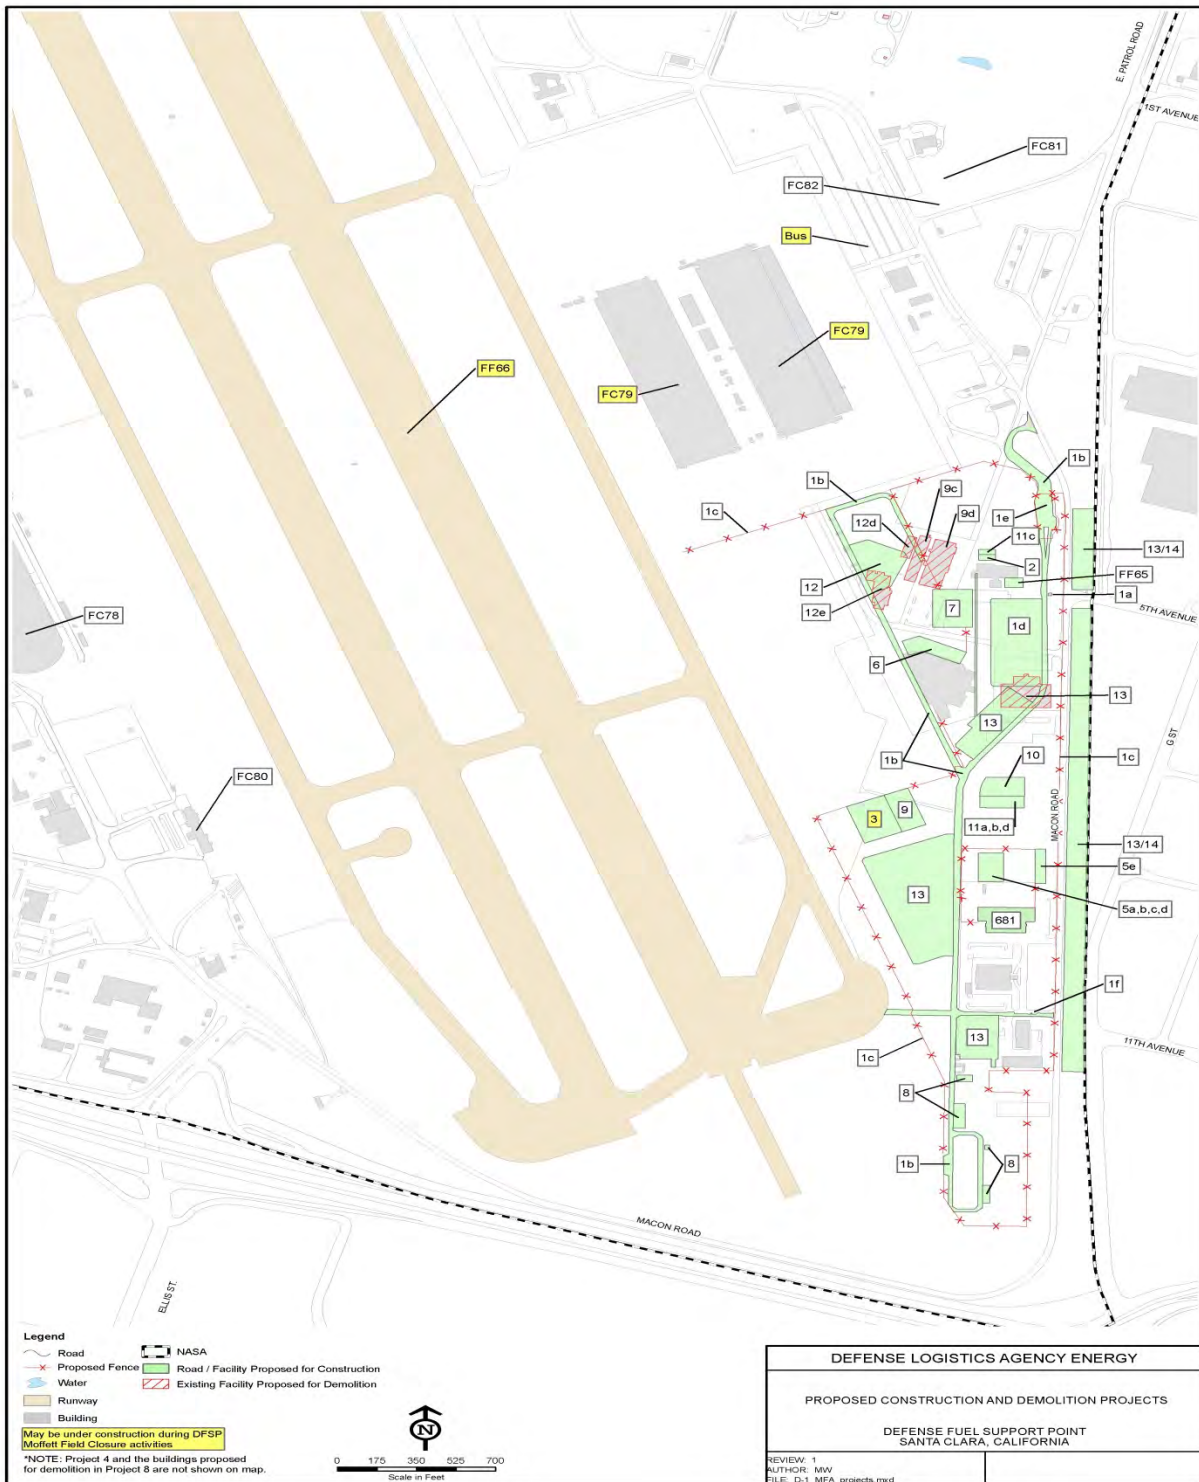 E. PATROL ROAD
1ST AVENUE
FC81
FC82
Bus
FC79
FC79
FF66
1b
9c
1b
1c
12d
9d
1e
11c
13/14
12
2
FF65
12e
7
1a
5TH AVENUE
1d
FC78
6
13
13
G ST
1b
10
1c
FC80
3
9
11a,b,d
MACON ROAD
13/14
5e
13
5a,b,c,d
681
1f
13
11TH AVENUE
1c
8
1b
8
MACON ROAD
ELLIS ST.
Legend
Road
NASA
Proposed Fence
Road / Facility Proposed for Construction
Water
Existing Facility Proposed for Demolition
Runway
Building
May be under construction during DFSP
Moffett Field Closure activities
*NOTE: Project 4 and the buildings proposed
for demolition in Project 8 are not shown on map.
N
0 175 350 525 700
Scale in Feet
DEFENSE LOGISTICS AGENCY ENERGY
PROPOSED CONSTRUCTION AND DEMOLITION PROJECTS
DEFENSE FUEL SUPPORT POINT
SANTA CLARA, CALIFORNIA
REVIEW: 1
AUTHOR: MW
FILE: D-1_MFA_projects.mxd